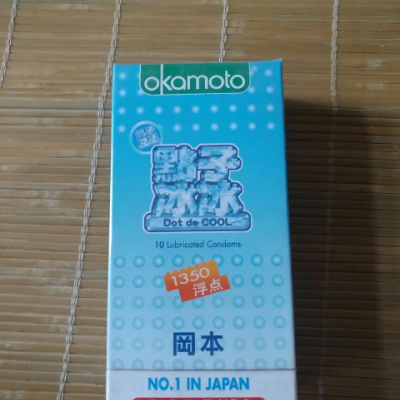 okamoto
點子
冰冰
Dot de COOL
10 Lubricated Condoms
1350
浮点
岡本
NO.1 IN JAPAN